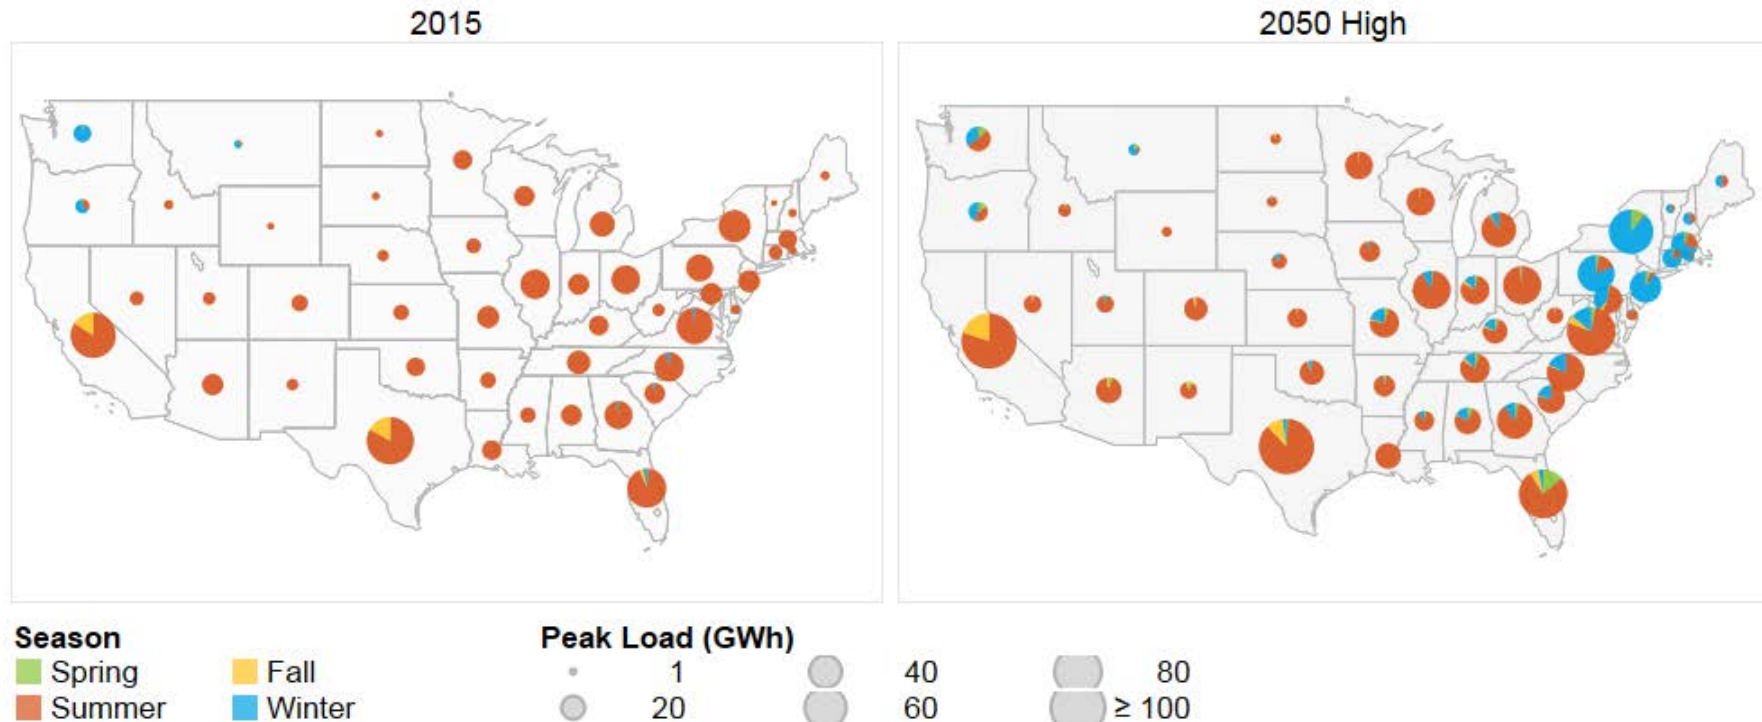 2015 2050 High
Season Peak Load (GWh)
Spring Fall 1 40 80
Summer Winter 20 60 ≥ 100